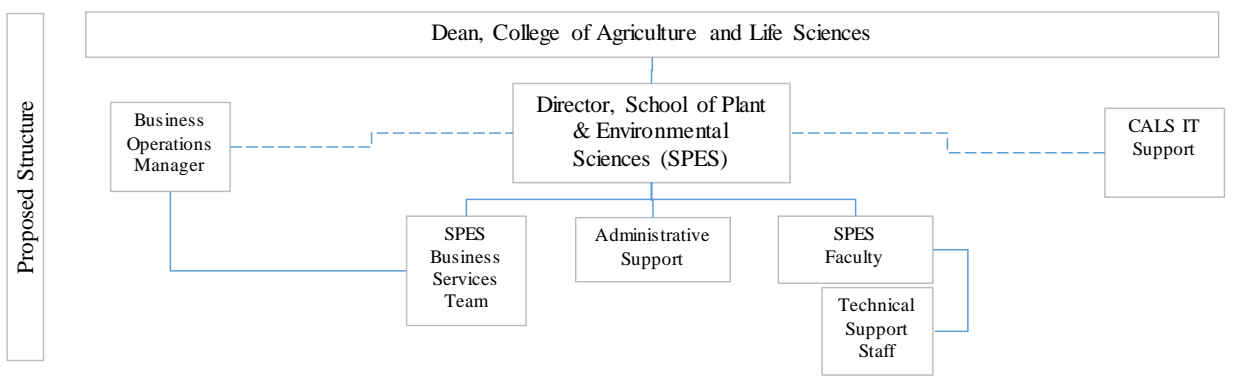 Proposed Structure
Dean, College of Agriculture and Life Sciences
Business
Operations
Manager
Director, School of Plant
& Environmental
Sciences (SPES)
CALS IT
Support
SPES
Business
Services
Team
Administrative
Support
SPES
Faculty
Technical
Support
Staff